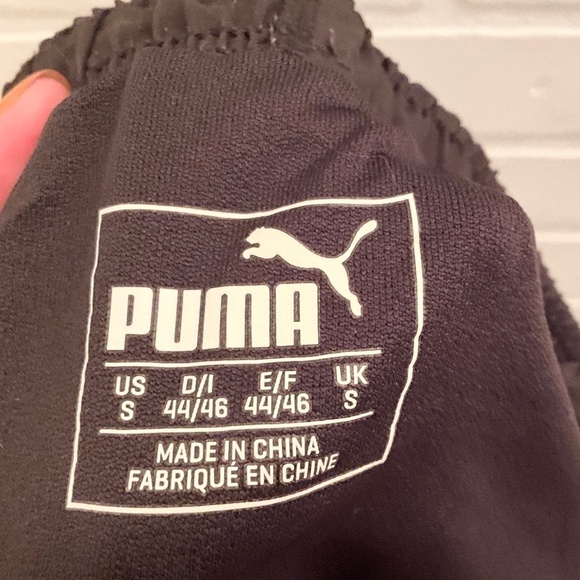 PUMA
US D/I E/F UK
S 44/46 44/46 S
MADE IN CHINA
FABRIQUÉ EN CHINE